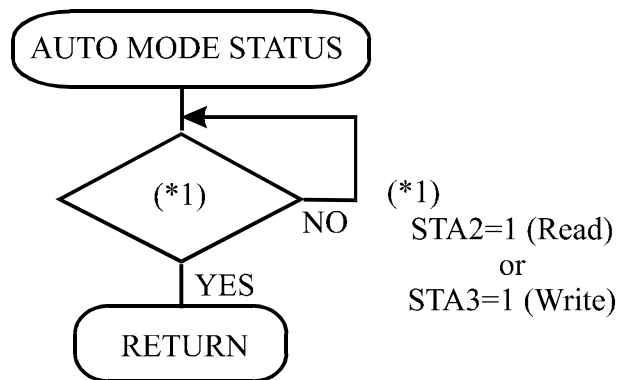 AUTO MODE STATUS
(*1)
NO
YES
RETURN
(*1)
STA2=1 (Read)
or
STA3=1 (Write)